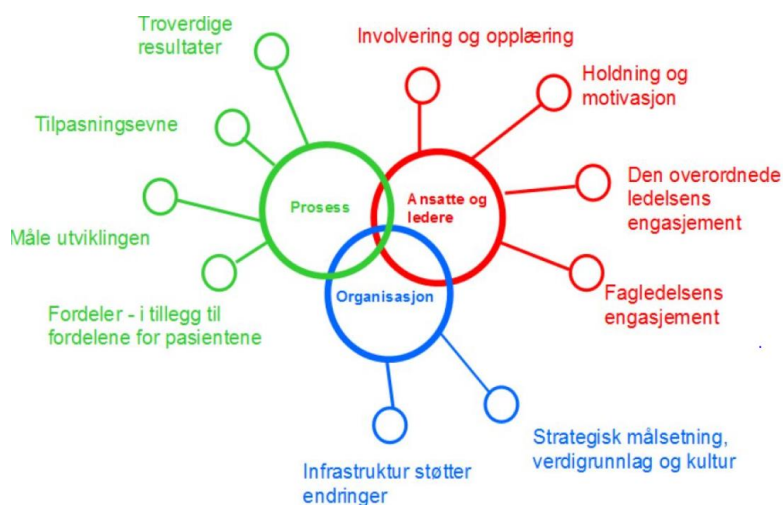 Troverdige
resultater
Tilpasningsevne
Måle utviklingen
Fordeler - i tillegg til
fordelene for pasientene
Prosess
Involvering og opplæring
Holdning og
motivasjon
Den overordnede
ledelsens
engasjement
Fagledelsens
engasjement
Ansatte og
ledere
Organisasjon
Infrastruktur støtter
endringer
Strategisk målsetning,
verdigrunnlag og kultur